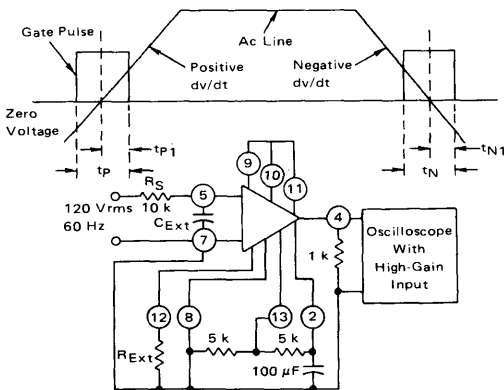 Gate Pulse
Ac Line
Positive
dv/dt
Negative
dv/dt
Zero
Voltage
tP1
tN1
tP
tN
9
10
11
RS
10 k
5
4
120 Vrms
60 Hz
CExt
7
1 k
Oscilloscope
With
High-Gain
Input
12
8
13
2
RExt
5 k
5 k
100 µF